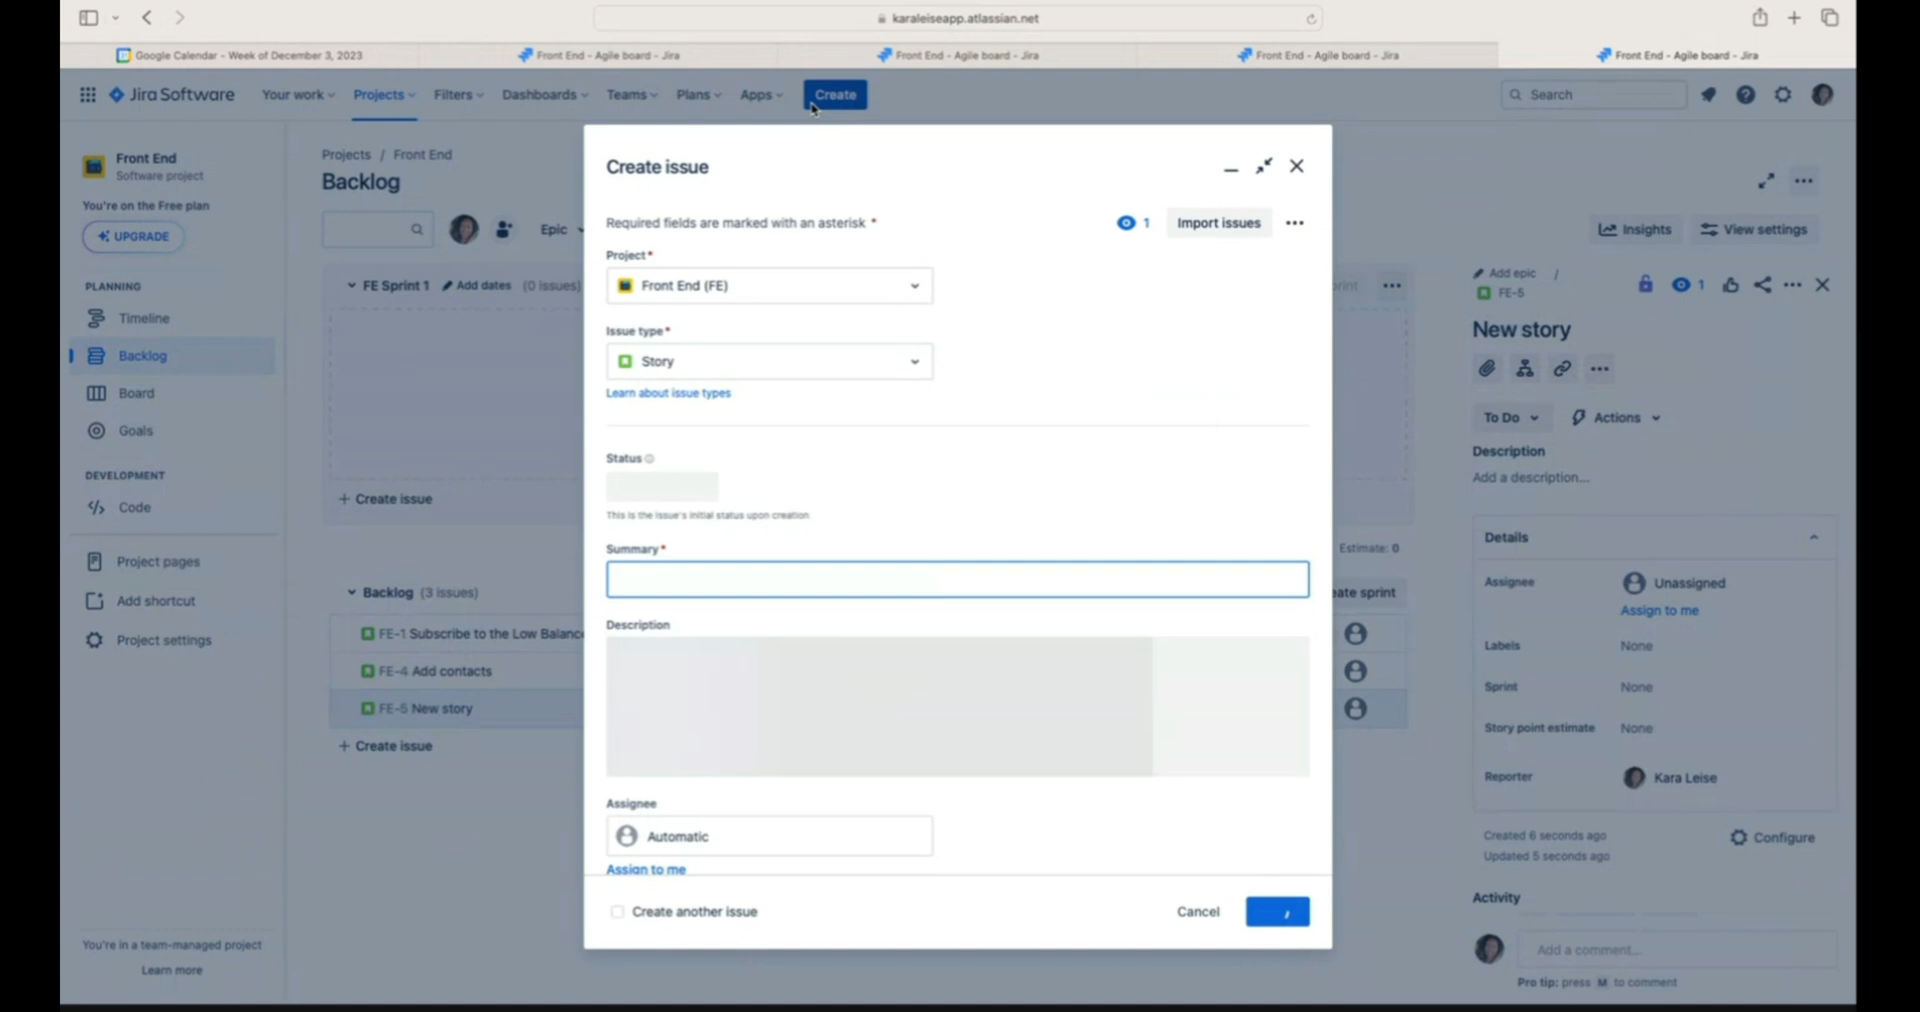 karaleiseapp.atlassian.net
Google Calendar - Week of December 3, 2023
Front End - Agile board - Jira
Front End - Agile board - Jira
Front End - Agile board - Jira
Front End - Agile board - Jira
Jira Software
Your work
Projects
Filters
Dashboards
Teams
Plans
Apps
Create
Search
Front End
Software project
You're on the Free plan
UPGRADE
PLANNING
Timeline
Backlog
Board
Goals
DEVELOPMENT
Code
Project pages
Add shortcut
Project settings
You're in a team-managed project
Learn more
Projects / Front End
Backlog
Epic
Insights
View settings
FE Sprint 1 Add dates (0 issues)
+ Create issue
Estimate: 0
Backlog (3 issues)
FE-1 Subscribe to the Low Balanc
FE-4 Add contacts
FE-5 New story
+ Create issue
Create issue
Required fields are marked with an asterisk *
1
Import issues
Project *
Front End (FE)
Issue type *
Story
Learn about issue types
Status
This is the issue's initial status upon creation
Summary *
Description
Assignee
Automatic
Assign to me
Create another issue
Cancel
Add epic /
FE-5
1
New story
To Do
Actions
Description
Add a description...
Details
Assignee
Unassigned
Assign to me
Labels
None
Sprint
None
Story point estimate
None
Reporter
Kara Leise
Created 6 seconds ago
Updated 5 seconds ago
Configure
Activity
Add a comment...
Pro tip: press M to comment